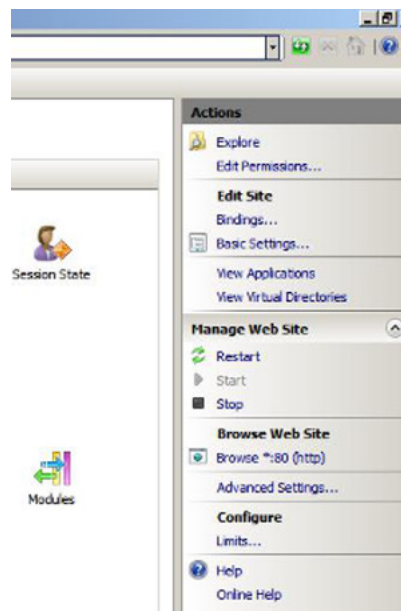 Actions
Explore
Edit Permissions...
Edit Site
Bindings...
Basic Settings...
View Applications
View Virtual Directories
Manage Web Site
Restart
Start
Stop
Browse Web Site
Browse *:80 (http)
Advanced Settings...
Configure
Limits...
Help
Online Help
Session State
Modules